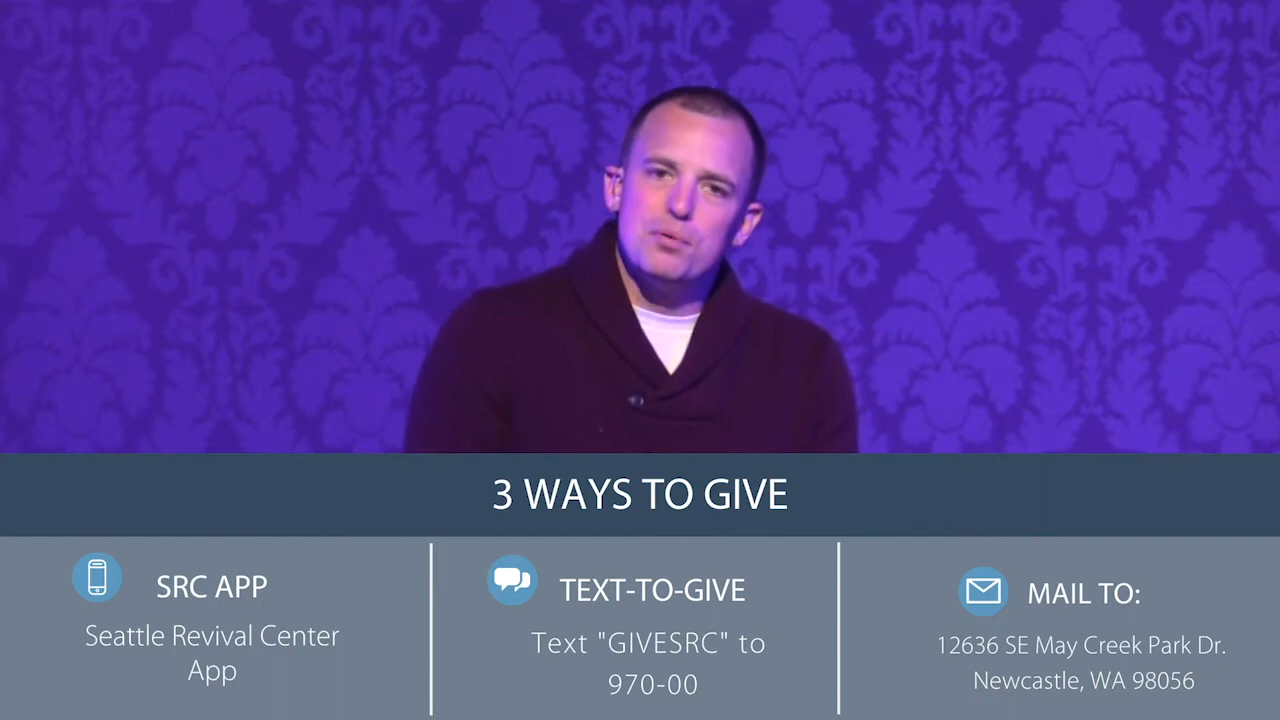 3 WAYS TO GIVE
SRC APP
Seattle Revival Center
App
TEXT-TO-GIVE
Text "GIVESRC" to
970-00
MAIL TO:
12636 SE May Creek Park Dr.
Newcastle, WA 98056